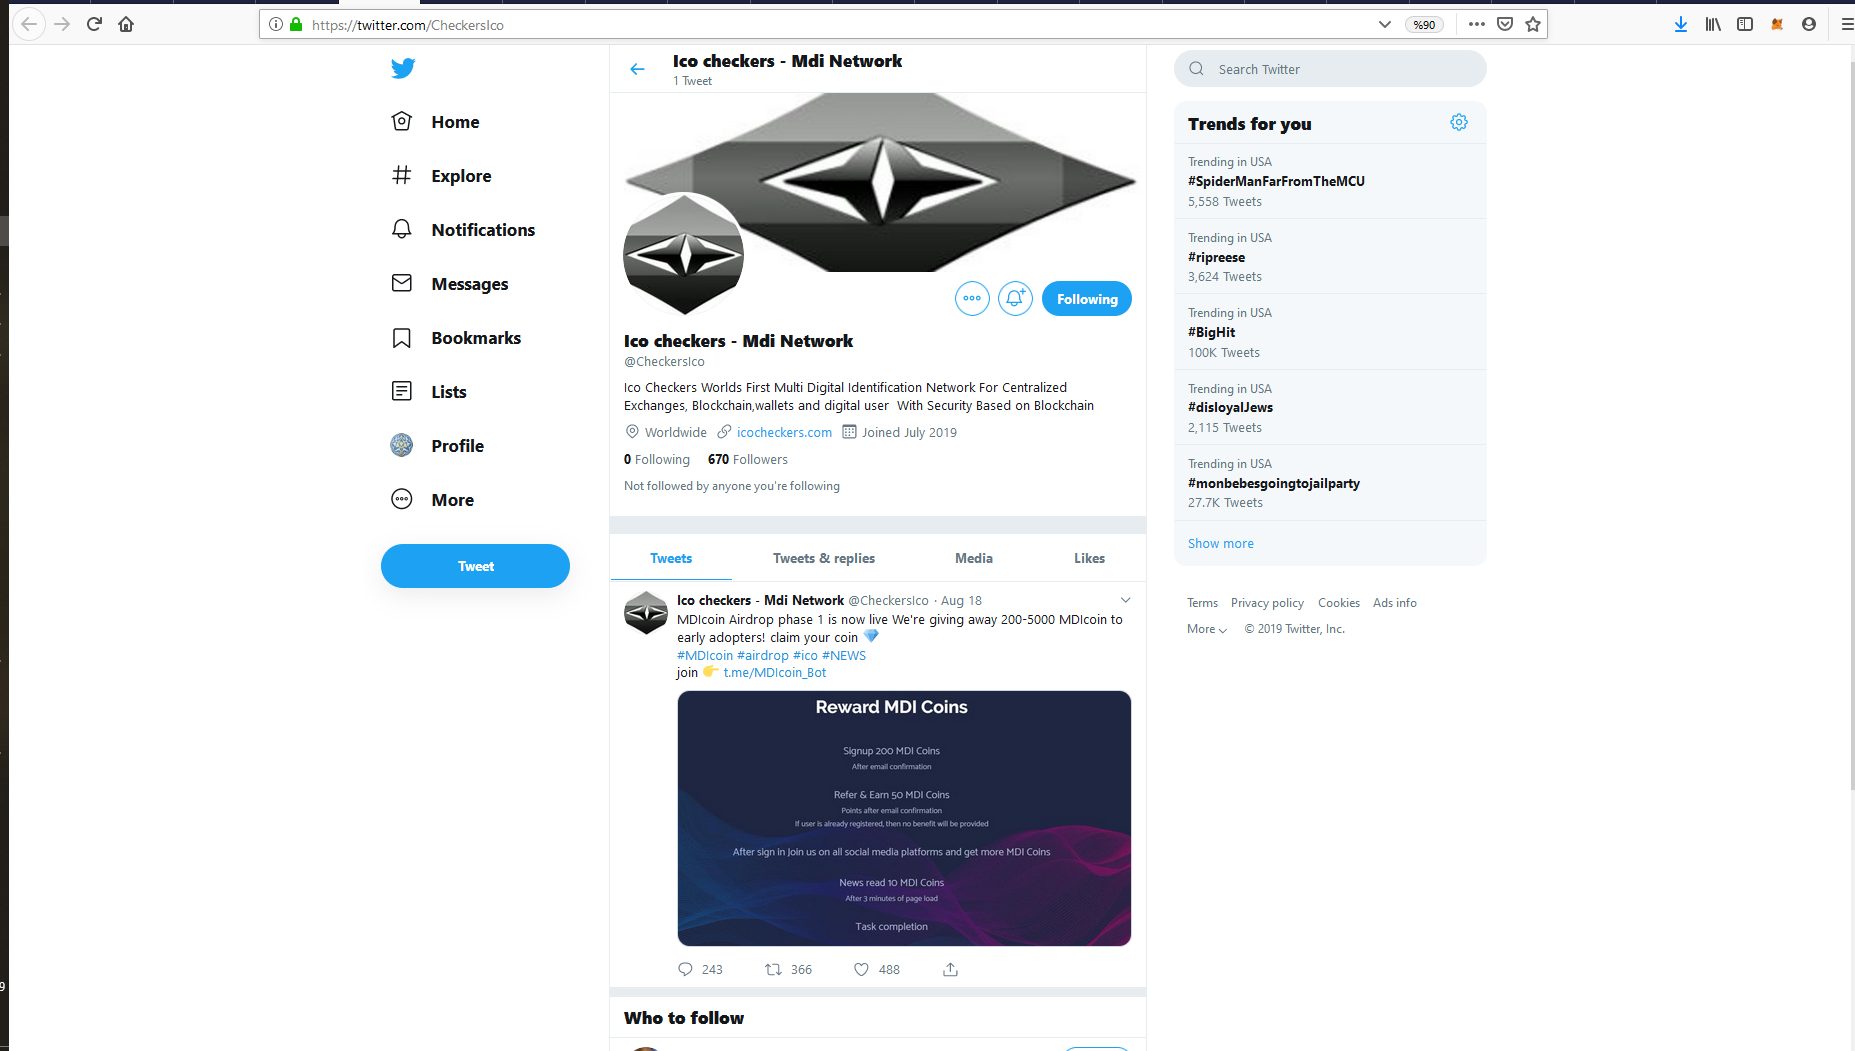 https://twitter.com/CheckersIco
%90
Home
Explore
Notifications
Messages
Bookmarks
Lists
Profile
More
Tweet
Ico checkers - Mdi Network
1 Tweet
Following
Ico checkers - Mdi Network
@CheckersIco
Ico Checkers Worlds First Multi Digital Identification Network For Centralized
Exchanges, Blockchain,wallets and digital user  With Security Based on Blockchain
Worldwide icocheckers.com Joined July 2019
0 Following 670 Followers
Not followed by anyone you're following
Tweets Tweets & replies Media Likes
Ico checkers - Mdi Network @CheckersIco · Aug 18
MDIcoin Airdrop phase 1 is now live We're giving away 200-5000 MDIcoin to
early adopters! claim your coin 💎
#MDIcoin #airdrop #ico #NEWS
join 👉 t.me/MDIcoin_Bot
Reward MDI Coins
Signup 200 MDI Coins
After email confirmation
Refer & Earn 50 MDI Coins
Points after email confirmation
If user is already registered, then no benefit will be provided
After sign in Join us on all social media platforms and get more MDI Coins
News read 10 MDI Coins
After 3 minutes of page load
Task completion
243 366 488
Who to follow
Search Twitter
Trends for you
Trending in USA
#SpiderManFarFromTheMCU
5,558 Tweets
Trending in USA
#ripreese
3,624 Tweets
Trending in USA
#BigHit
100K Tweets
Trending in USA
#disloyalJews
2,115 Tweets
Trending in USA
#monbebesgoingtojailparty
27.7K Tweets
Show more
Terms Privacy policy Cookies Ads info
More © 2019 Twitter, Inc.
9